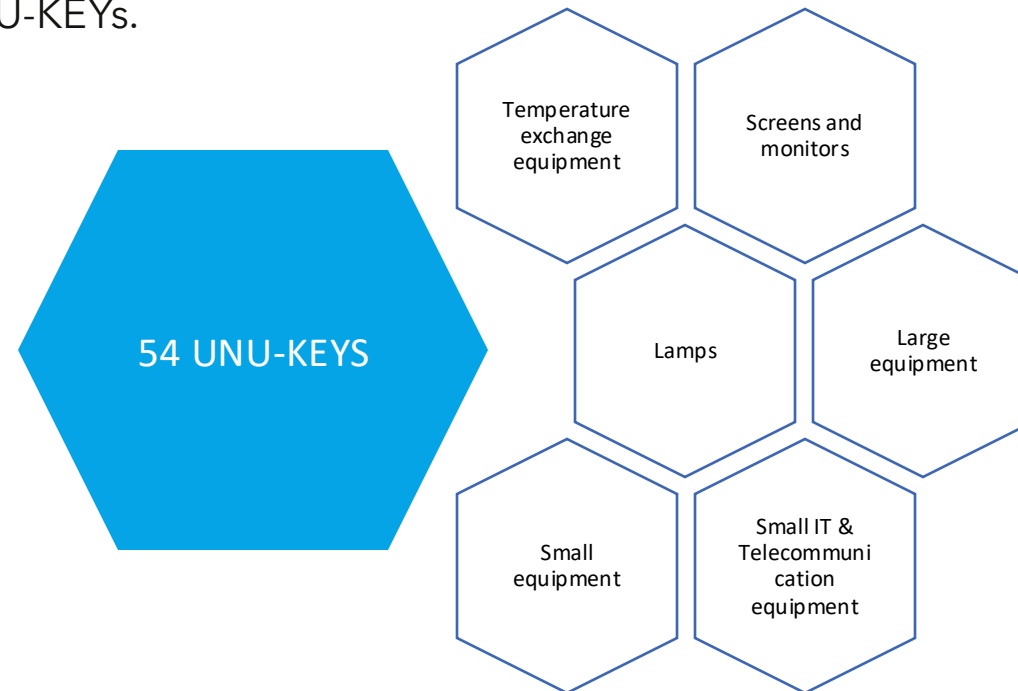 U-KEYs.
Temperature
exchange
equipment
Screens and
monitors
54 UNU-KEYS
Lamps
Large
equipment
Small
equipment
Small IT &
Telecommuni
cation
equipment